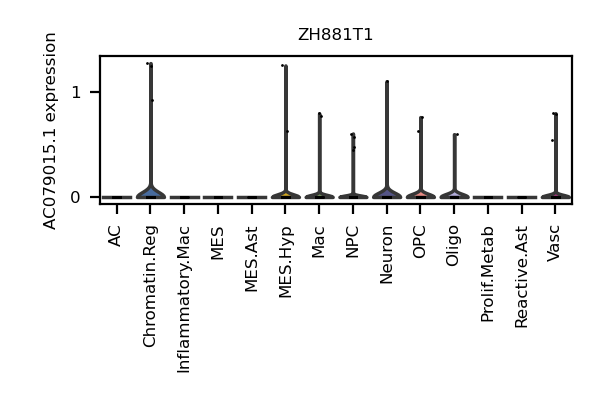 ZH881T1
AC079015.1 expression
1
0
AC
Chromatin.Reg
Inflammatory.Mac
MES
MES.Ast
MES.Hyp
Mac
NPC
Neuron
OPC
Oligo
Prolif.Metab
Reactive.Ast
Vasc